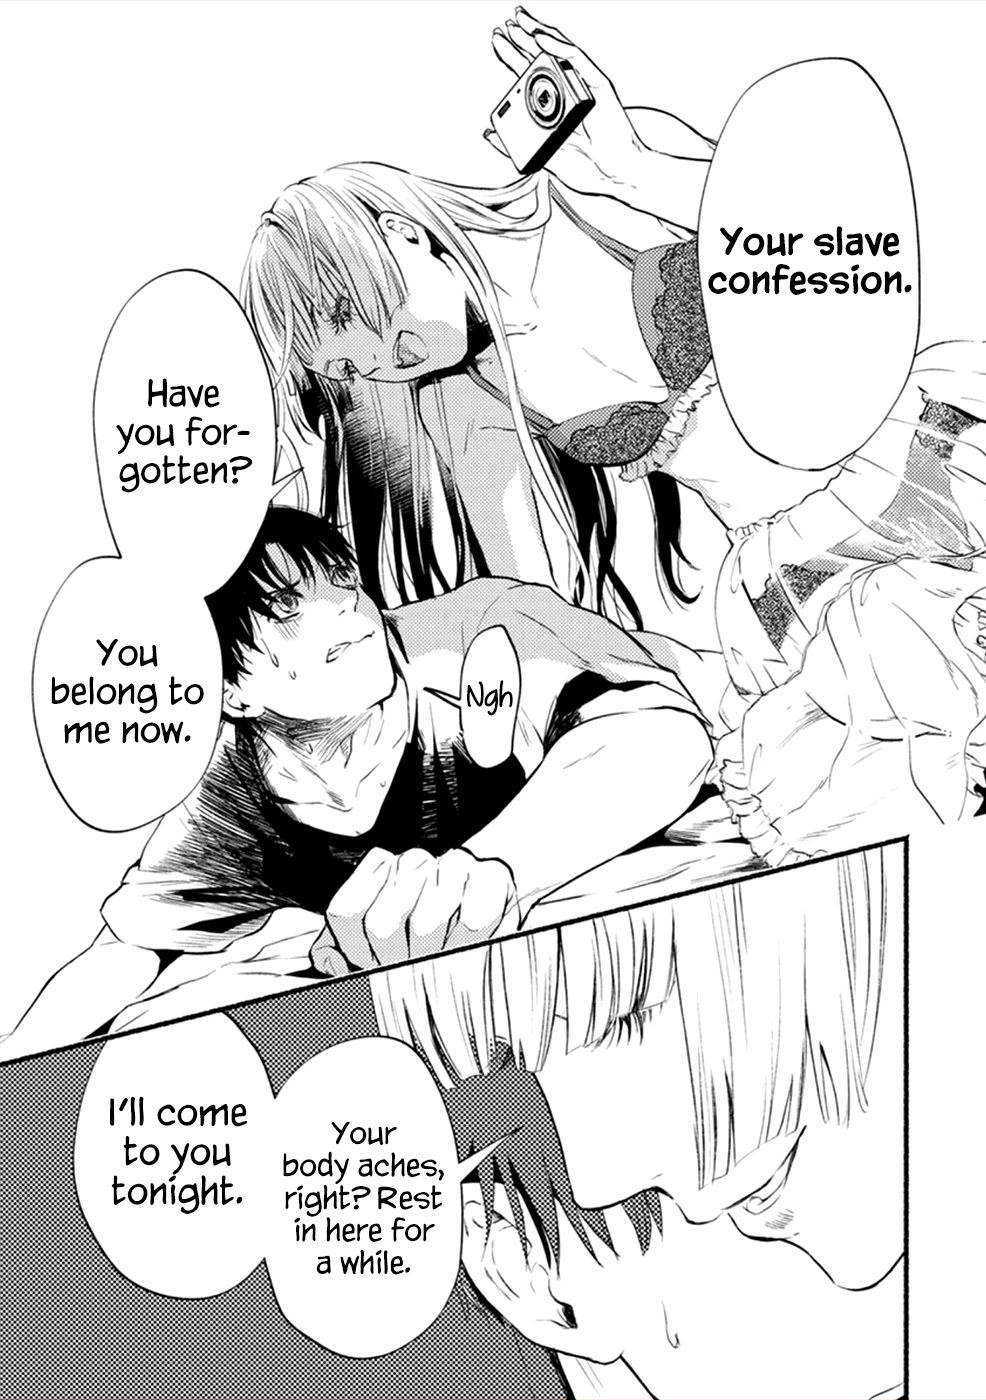 Your slave
confession.
Have
you for-
gotten?
You
belong to
me now.
Ngh
Your
body aches,
right? Rest
in here for
a while.
I'll come
to you
tonight.